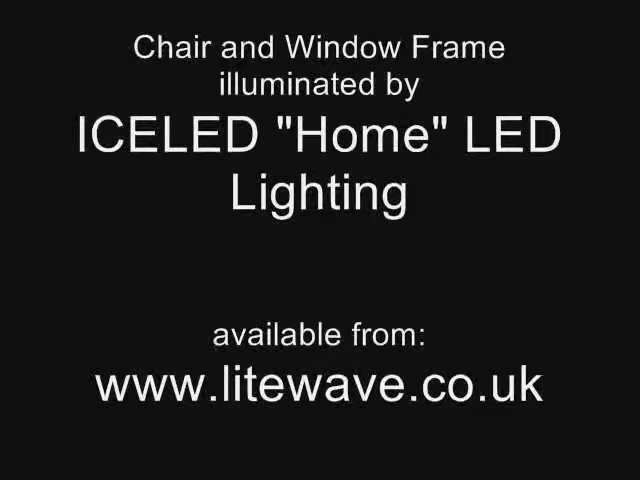 Chair and Window Frame
illuminated by
ICELED "Home" LED
Lighting
available from:
www.litewave.co.uk